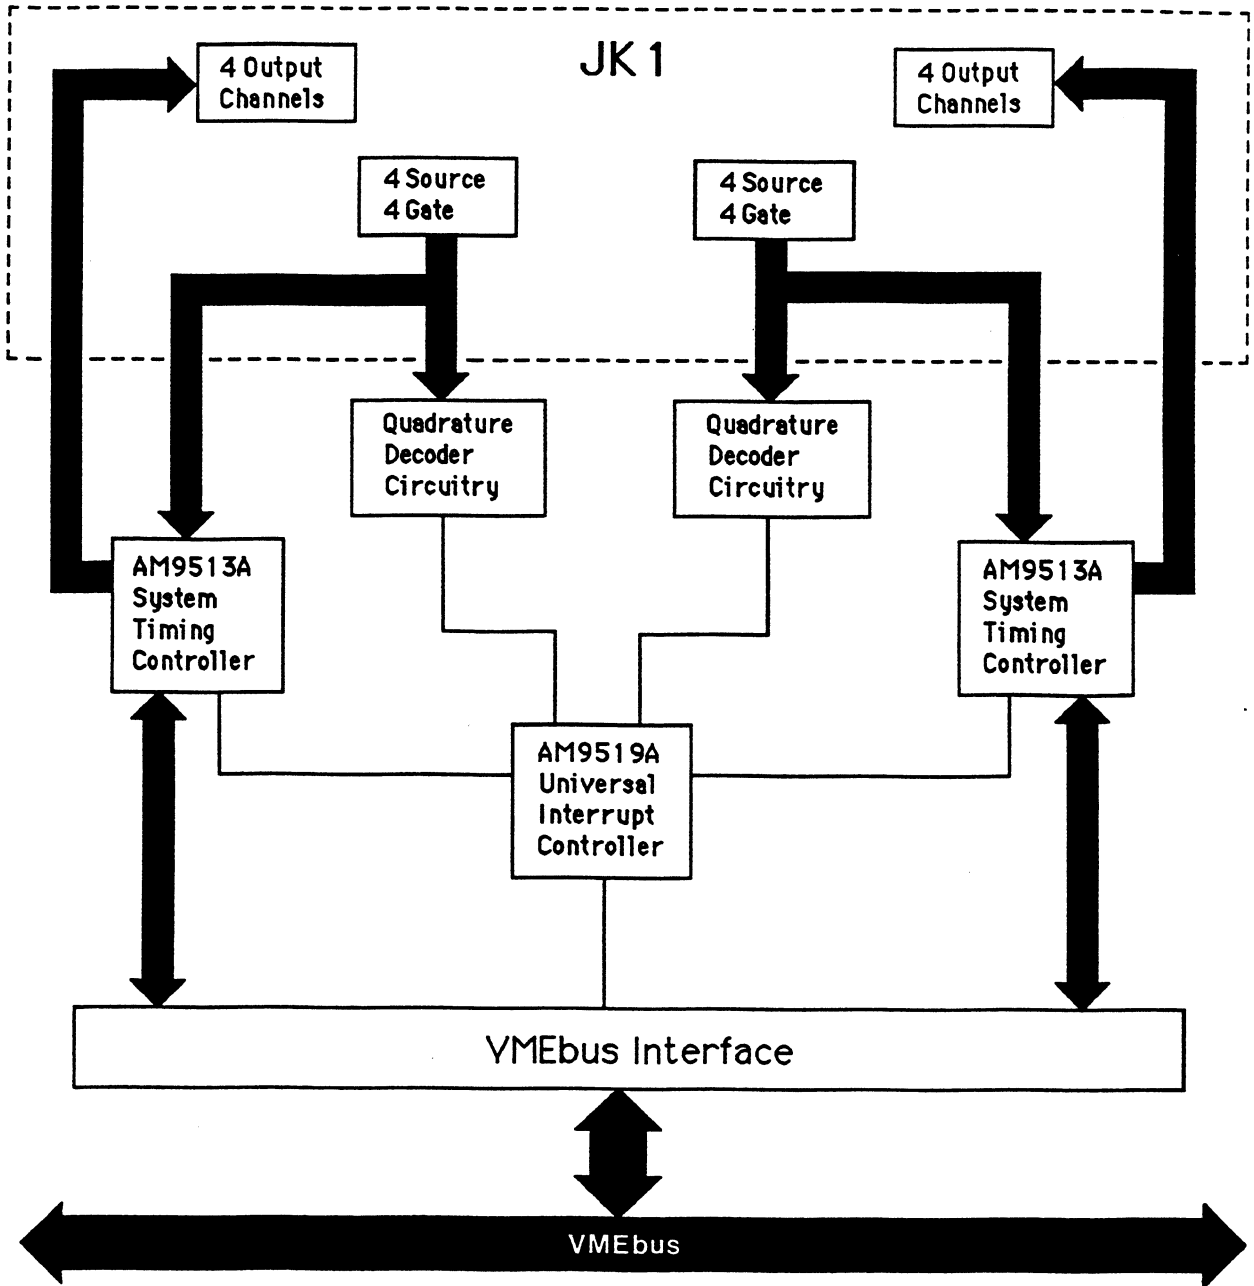 JK1
4 Output
Channels
4 Output
Channels
4 Source
4 Gate
4 Source
4 Gate
Quadrature
Decoder
Circuitry
Quadrature
Decoder
Circuitry
AM9513A
System
Timing
Controller
AM9513A
System
Timing
Controller
AM9519A
Universal
Interrupt
Controller
VMEbus Interface
VMEbus